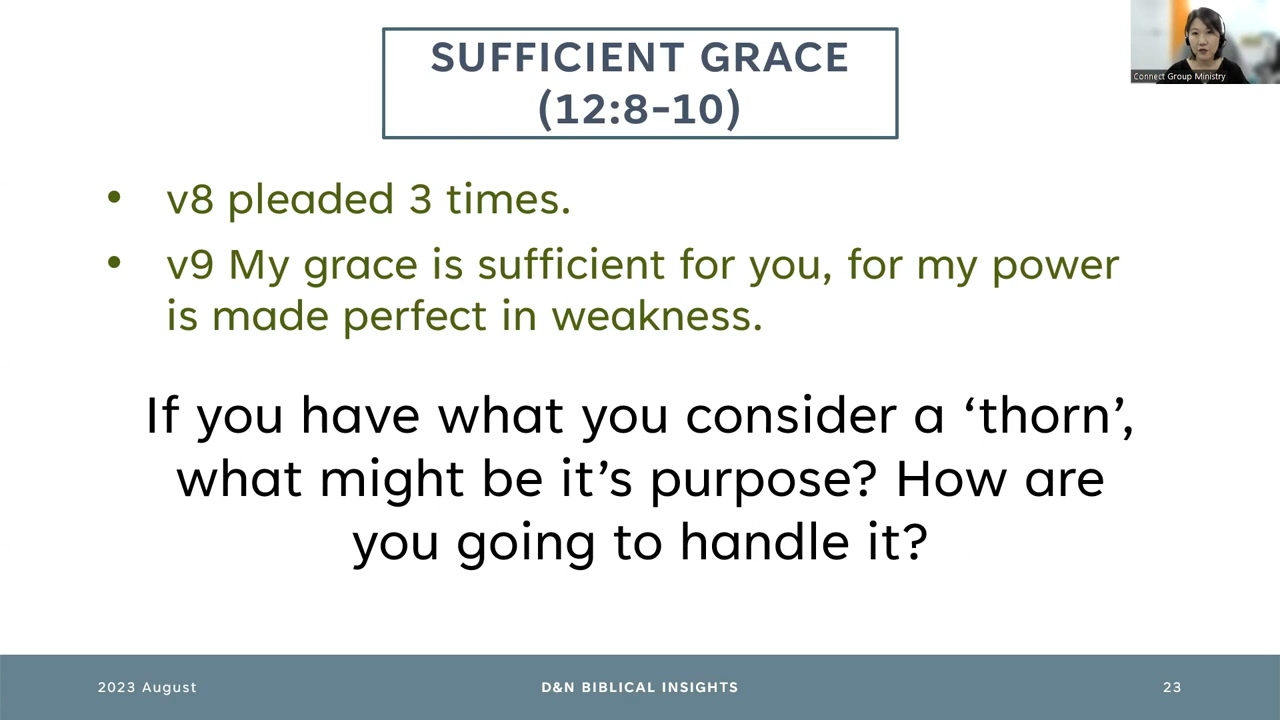 SUFFICIENT GRACE
(12:8-10)
Connect Group Ministry
• v8 pleaded 3 times.
• v9 My grace is sufficient for you, for my power
is made perfect in weakness.
If you have what you consider a ‘thorn’,
what might be it’s purpose? How are
you going to handle it?
2023 August
D&N BIBLICAL INSIGHTS
23